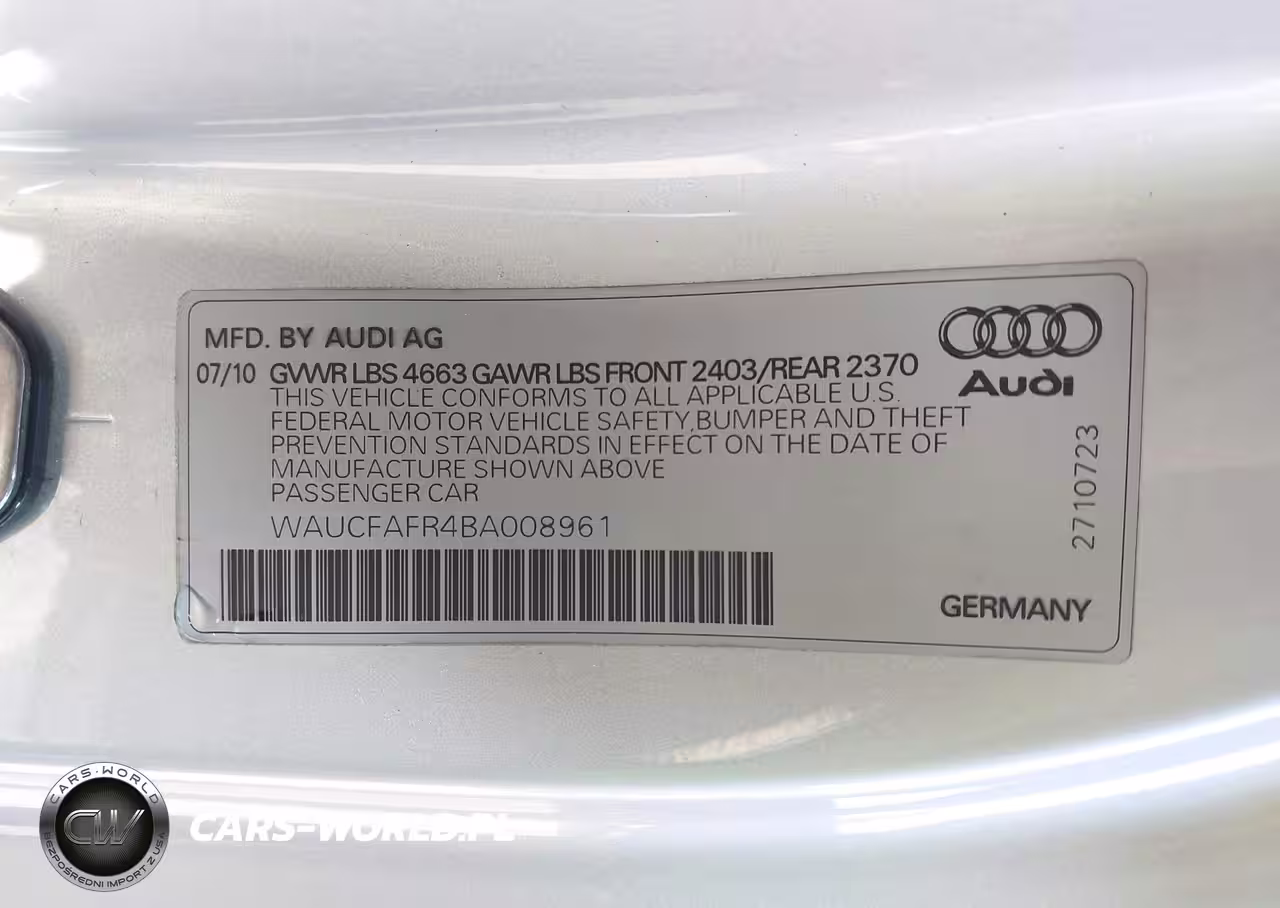 MFD. BY AUDI AG
07/10 GVWR LBS 4663 GAWR LBS FRONT 2403/REAR 2370
THIS VEHICLE CONFORMS TO ALL APPLICABLE U.S.
FEDERAL MOTOR VEHICLE SAFETY, BUMPER AND THEFT
PREVENTION STANDARDS IN EFFECT ON THE DATE OF
MANUFACTURE SHOWN ABOVE
PASSENGER CAR
WAUCFAFR4BA008961
Audi
2710723
GERMANY
CARS-WORLD
CW
BEZPOŚREDNI IMPORT Z USA
CARS-WORLD.PL